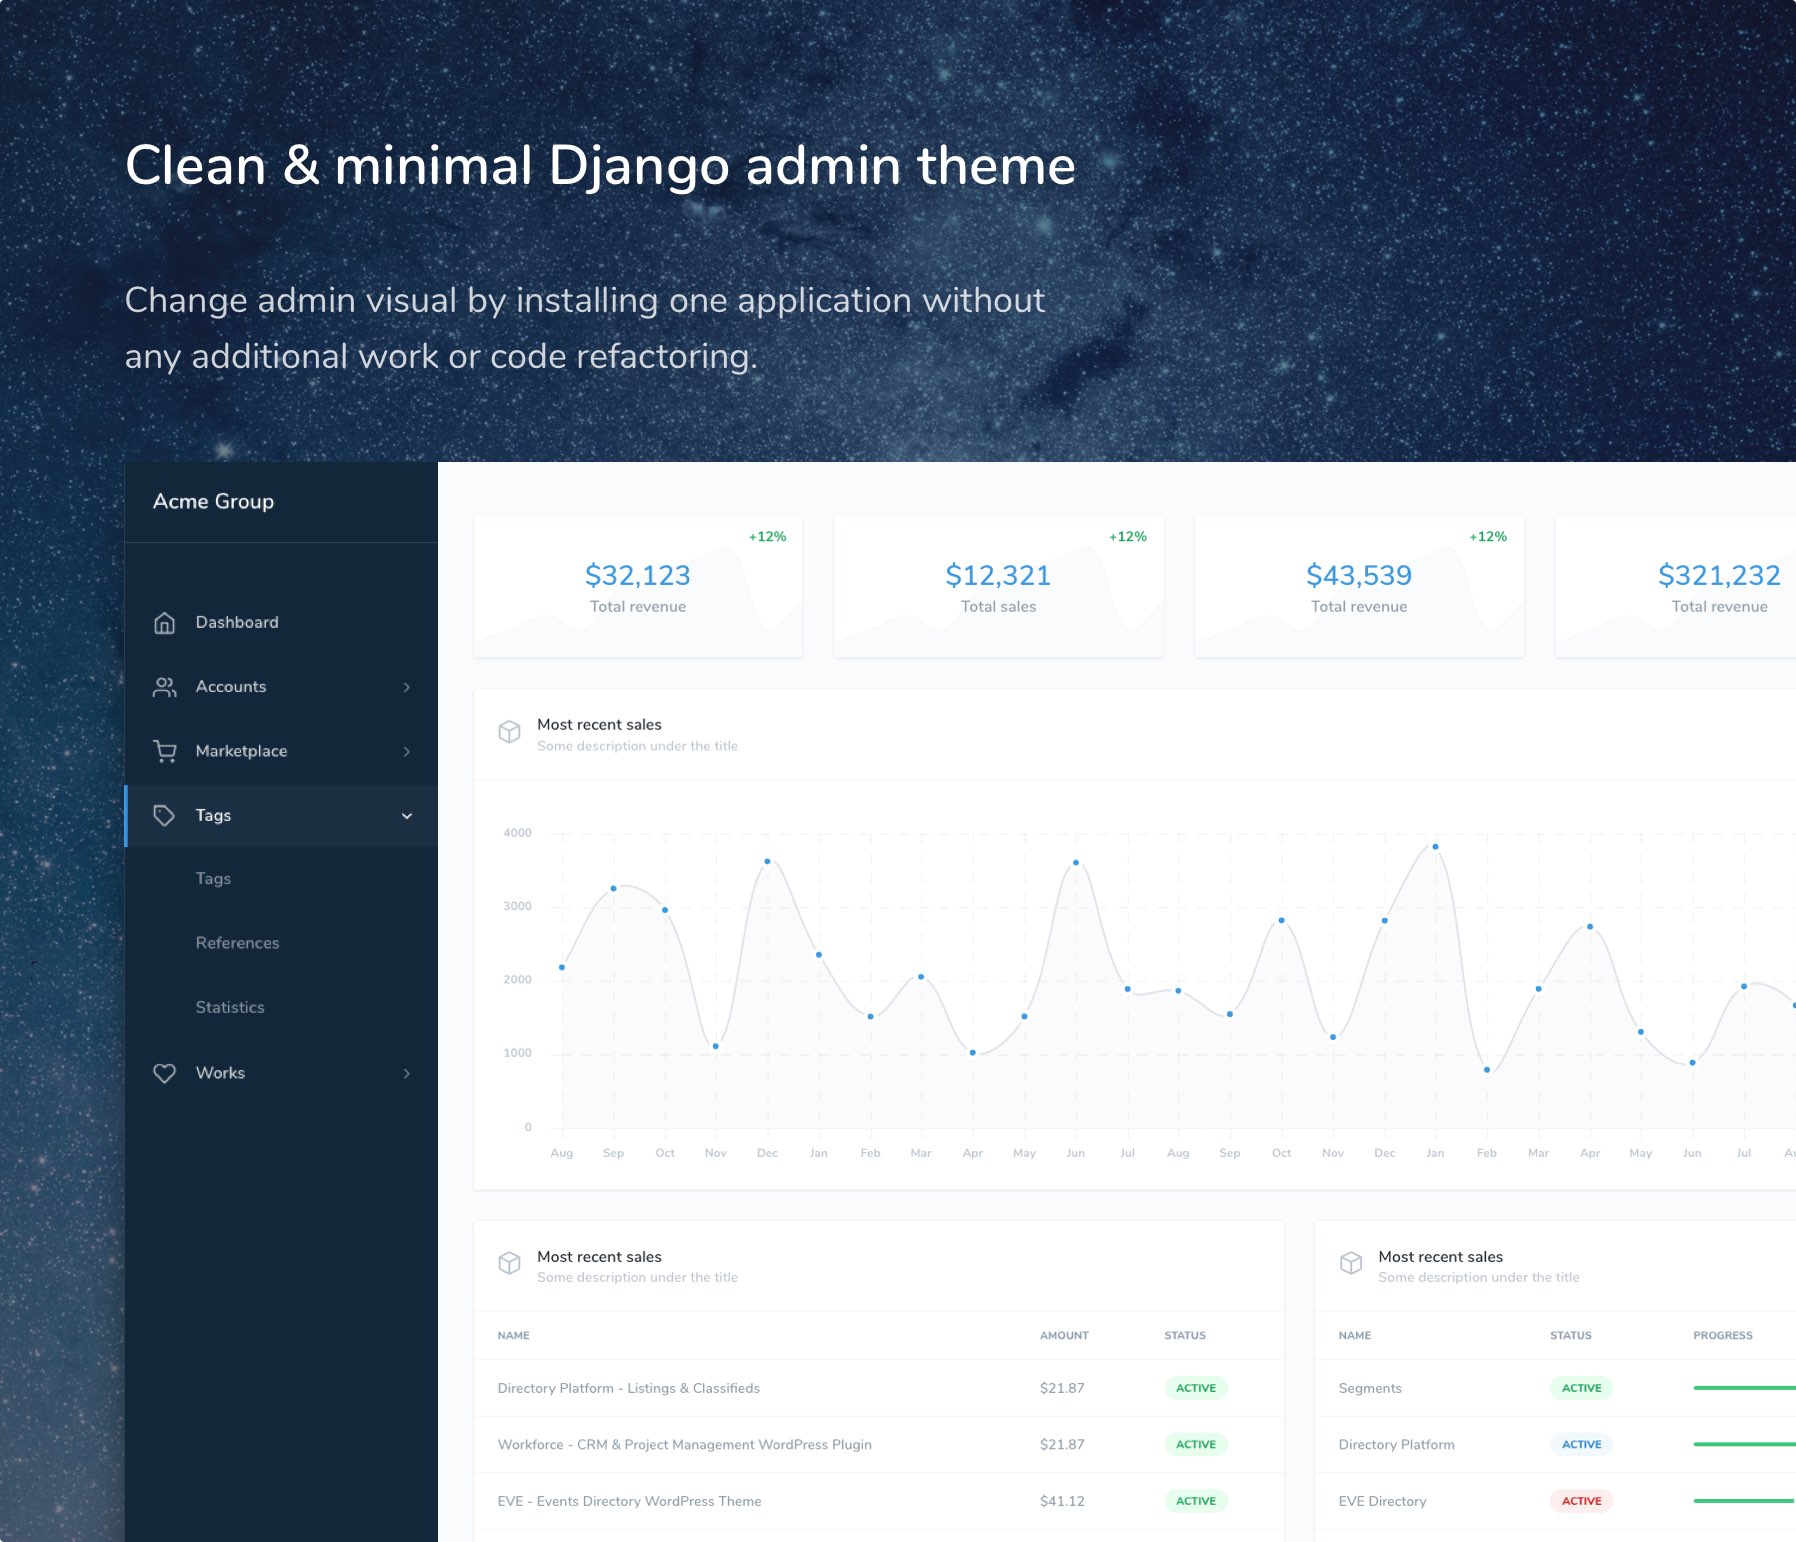 Clean & minimal Django admin theme
Change admin visual by installing one application without
any additional work or code refactoring.
Acme Group
Dashboard
Accounts
Marketplace
Tags
Tags
References
Statistics
Works
+12%
$32,123
Total revenue
+12%
$12,321
Total sales
+12%
$43,539
Total revenue
$321,232
Total revenue
Most recent sales
Some description under the title
4000
3000
2000
1000
0
Aug Sep Oct Nov Dec Jan Feb Mar Apr May Jun Jul Aug Sep Oct Nov Dec Jan Feb Mar Apr May Jun Jul
Most recent sales
Some description under the title
NAME AMOUNT STATUS
Directory Platform - Listings & Classifieds $21.87 ACTIVE
Workforce - CRM & Project Management WordPress Plugin $21.87 ACTIVE
EVE - Events Directory WordPress Theme $41.12 ACTIVE
Most recent sales
Some description under the title
NAME STATUS PROGRESS
Segments ACTIVE
Directory Platform ACTIVE
EVE Directory ACTIVE